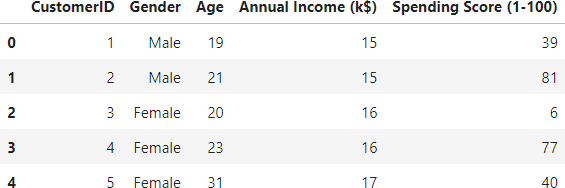 CustomerID Gender Age Annual Income (k$) Spending Score (1-100)
0 1 Male 19 15 39
1 2 Male 21 15 81
2 3 Female 20 16 6
3 4 Female 23 16 77
4 5 Female 31 17 40